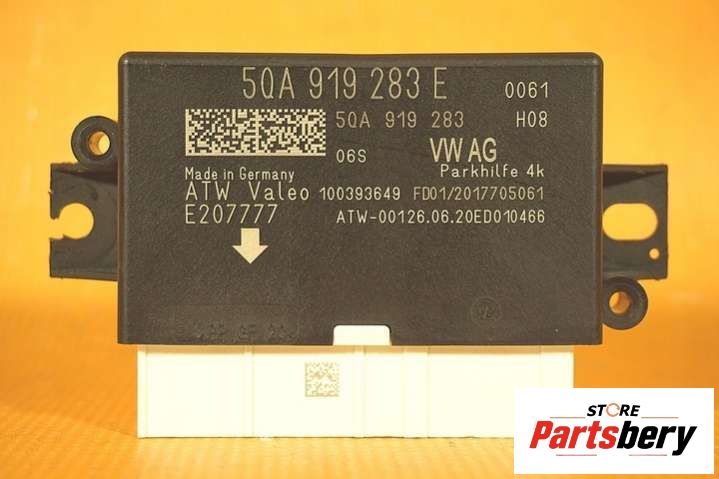 5QA 919 283 E
0061
5QA 919 283
H08
06S
VW AG
Parkhilfe 4k
Made in Germany
ATW Valeo 100393649 FD01/2017705061
E207777
ATW-00126.06.20ED010466
STORE
Partsbery